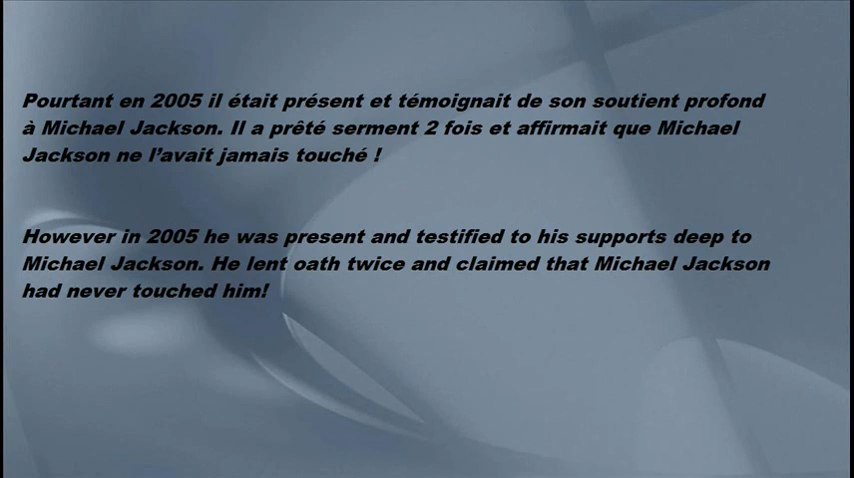 Pourtant en 2005 il était présent et témoignait de son soutient profond
à Michael Jackson. Il a prêté serment 2 fois et affirmait que Michael
Jackson ne l’avait jamais touché !
However in 2005 he was present and testified to his supports deep to
Michael Jackson. He lent oath twice and claimed that Michael Jackson
had never touched him!